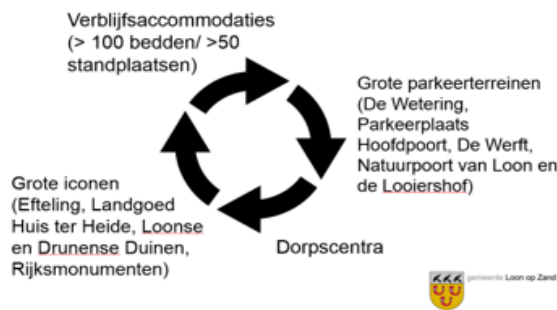 Verblijfsaccommodaties
(> 100 bedden/ >50
standplaatsen)
Grote parkeerterreinen
(De Wetering,
Parkeerplaats
Hoofdpoort, De Werft,
Natuurpoort van Loon en
de Looiershof)
Grote iconen
(Efteling, Landgoed
Huis ter Heide, Loonse
en Drunense Duinen,
Rijksmonumenten)
Dorpscentra
gemeente Loon op Zand